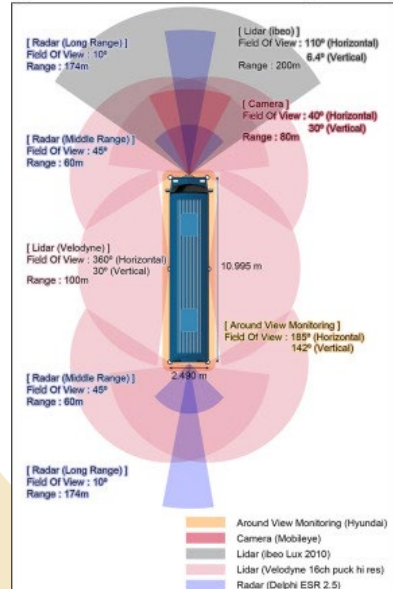 [ Radar (Long Range) ]
Field Of View : 10º
Range : 174m
[ Lidar (ibeo) ]
Field Of View : 110º (Horizontal)
6.4º (Vertical)
Range : 200m
[ Camera ]
Field Of View : 40º (Horizontal)
30º (Vertical)
Range : 80m
[ Radar (Middle Range) ]
Field Of View : 45º
Range : 60m
[ Lidar (Velodyne) ]
Field Of View : 360º (Horizontal)
30º (Vertical)
Range : 100m
10.995 m
[ Around View Monitoring ]
Field Of View : 185º (Horizontal)
142º (Vertical)
2.490 m
[ Radar (Middle Range) ]
Field Of View : 45º
Range : 60m
[ Radar (Long Range) ]
Field Of View : 10º
Range : 174m
Around View Monitoring (Hyundai)
Camera (Mobileye)
Lidar (ibeo Lux 2010)
Lidar (Velodyne 16ch puck hi res)
Radar (Delphi ESR 2.5)